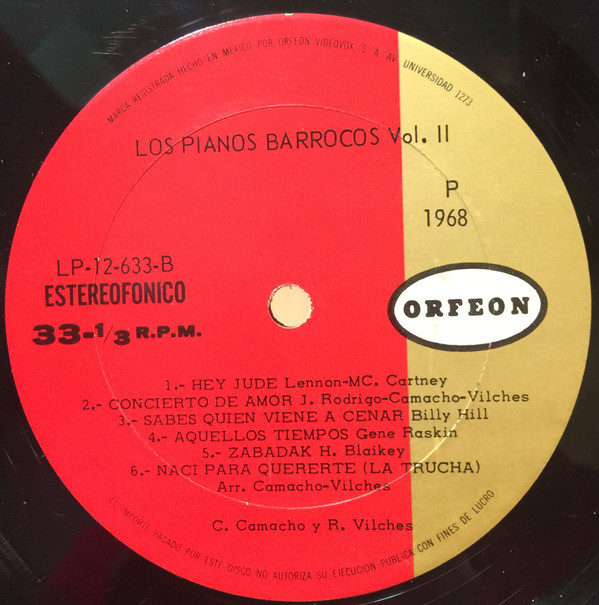 MARCA REGISTRADA HECHO EN MEXICO POR ORFEON VIDEOVOX, S. A. AV. UNIVERSIDAD 1273
LOS PIANOS BARROCOS Vol. II
P
1968
LP-12-633-B
ESTEREOFONICO
33-1/3 R.P.M.
ORFEON
1.- HEY JUDE Lennon-MC. Cartney
2.- CONCIERTO DE AMOR J. Rodrigo-Camacho-Vilches
3.- SABES QUIEN VIENE A CENAR Billy Hill
4.- AQUELLOS TIEMPOS Gene Raskin
5.- ZABADAK H. Blaikey
6.- NACI PARA QUERERTE (LA TRUCHA)
Arr. Camacho-Vilches
C. Camacho y R. Vilches
EL IMPORTE PAGADO POR ESTE DISCO NO AUTORIZA SU EJECUCION PUBLICA CON FINES DE LUCRO